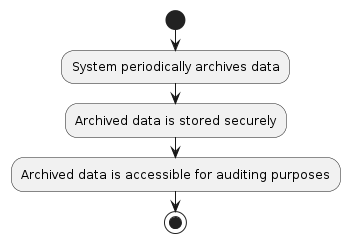 System periodically archives data
Archived data is stored securely
Archived data is accessible for auditing purposes